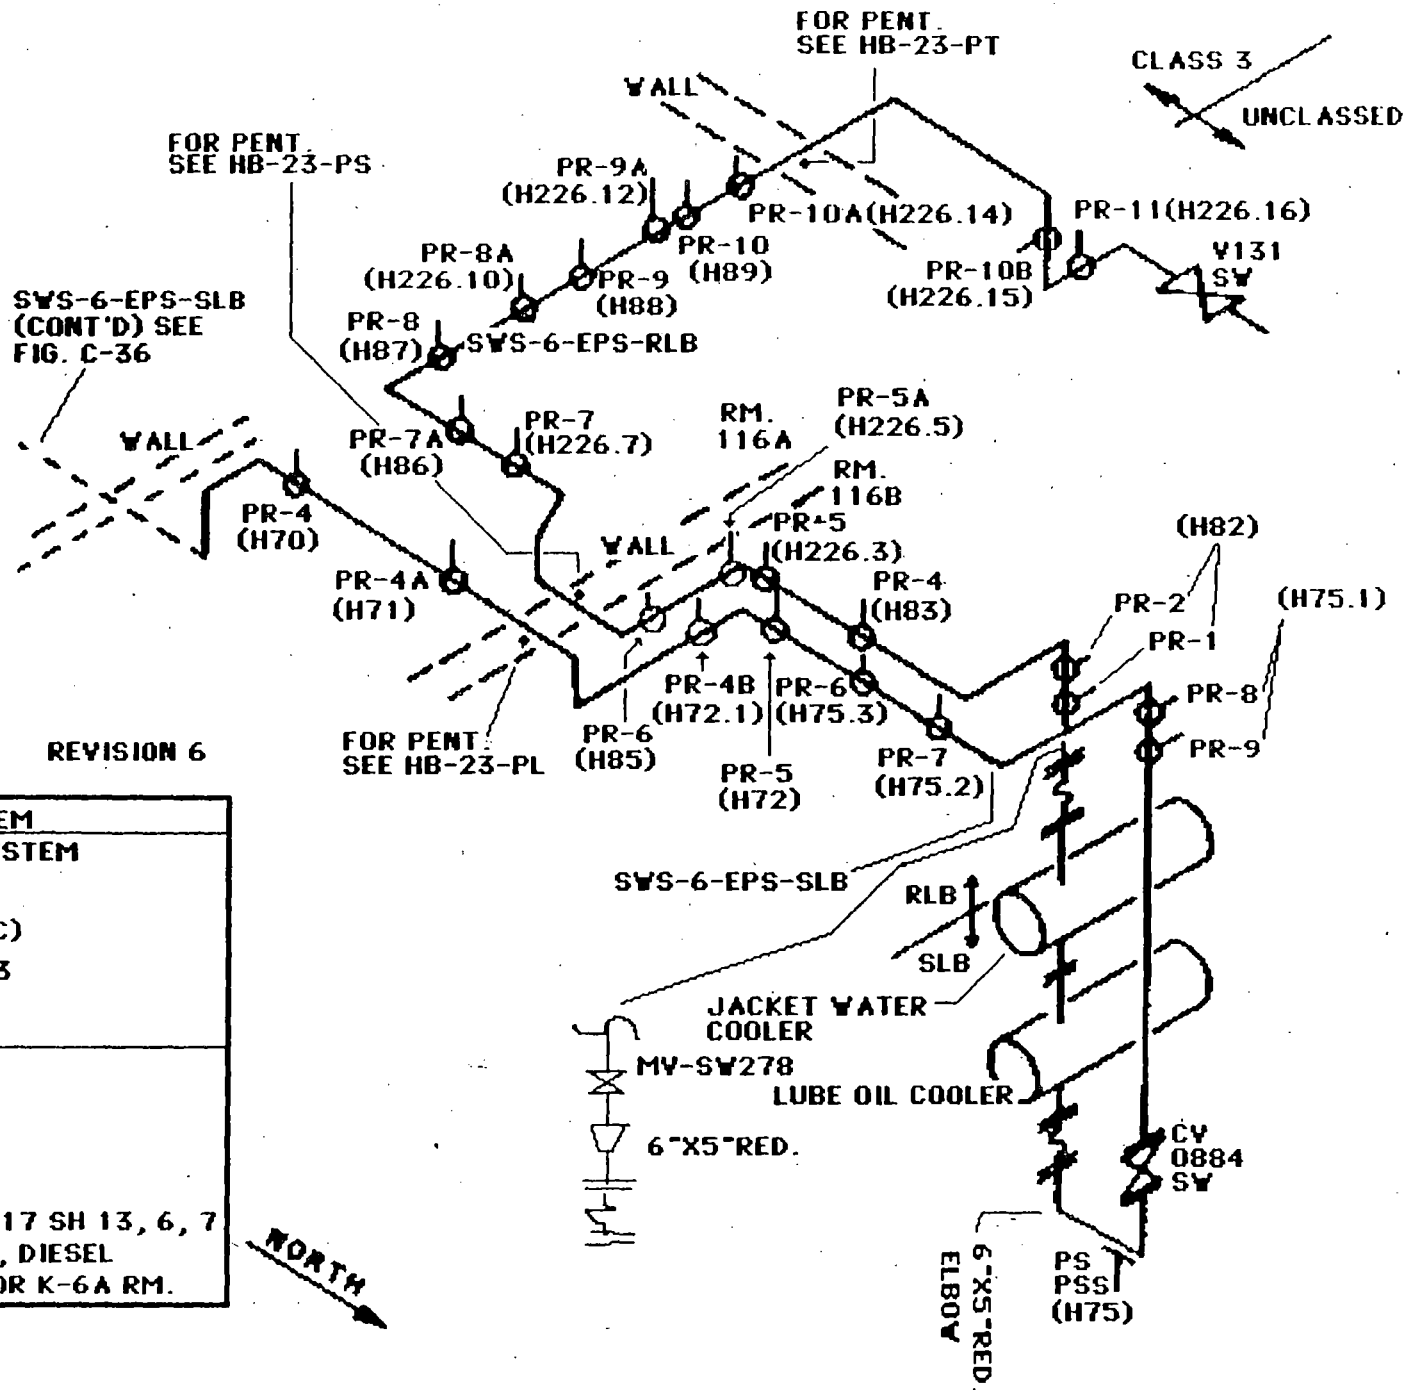 FOR PENT.
SEE HB-23-PT
CLASS 3
UNCLASSED
WALL
FOR PENT.
SEE HB-23-PS
PR-9A
(H226.12)
PR-10A(H226.14)
PR-11(H226.16)
PR-10
(H89)
PR-8A
(H226.10)
PR-9
(H88)
PR-10B
(H226.15)
V131
SW
SWS-6-EPS-SLB
(CONT'D) SEE
FIG. C-36
PR-8
(H87)
SWS-6-EPS-RLB
PR-5A
(H226.5)
RM.
116A
WALL
PR-7A
(H86)
PR-7
(H226.7)
RM.
116B
PR-4
(H70)
PR-5
(H226.3)
(H82)
WALL
PR-4A
(H71)
PR-4
(H83)
PR-2
(H75.1)
PR-1
PR-4B
(H72.1)
PR-6
(H75.3)
PR-8
REVISION 6
FOR PENT.
SEE HB-23-PL
PR-6
(H85)
PR-9
PR-5
(H72)
PR-7
(H75.2)
EM
STEM
SWS-6-EPS-SLB
RLB
C)
SLB
3
JACKET WATER
COOLER
MV-SW278
LUBE OIL COOLER
6"X5"RED.
CV
0884
SW
17 SH 13, 6, 7
, DIESEL
OR K-6A RM.
NORTH
6"X5"RED.
ELBOW
PS
PSS
(H75)